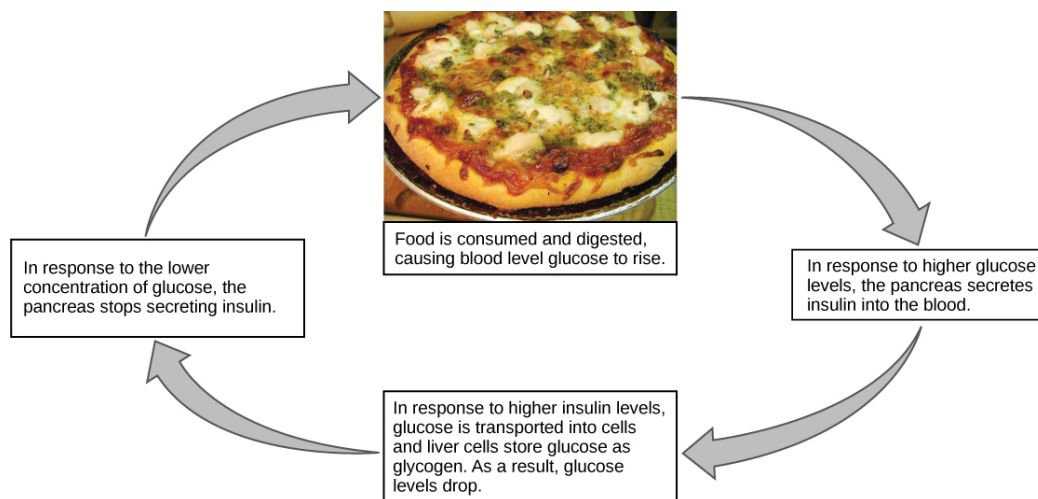 Food is consumed and digested,
causing blood level glucose to rise.
In response to higher glucose
levels, the pancreas secretes
insulin into the blood.
In response to higher insulin levels,
glucose is transported into cells
and liver cells store glucose as
glycogen. As a result, glucose
levels drop.
In response to the lower
concentration of glucose, the
pancreas stops secreting insulin.